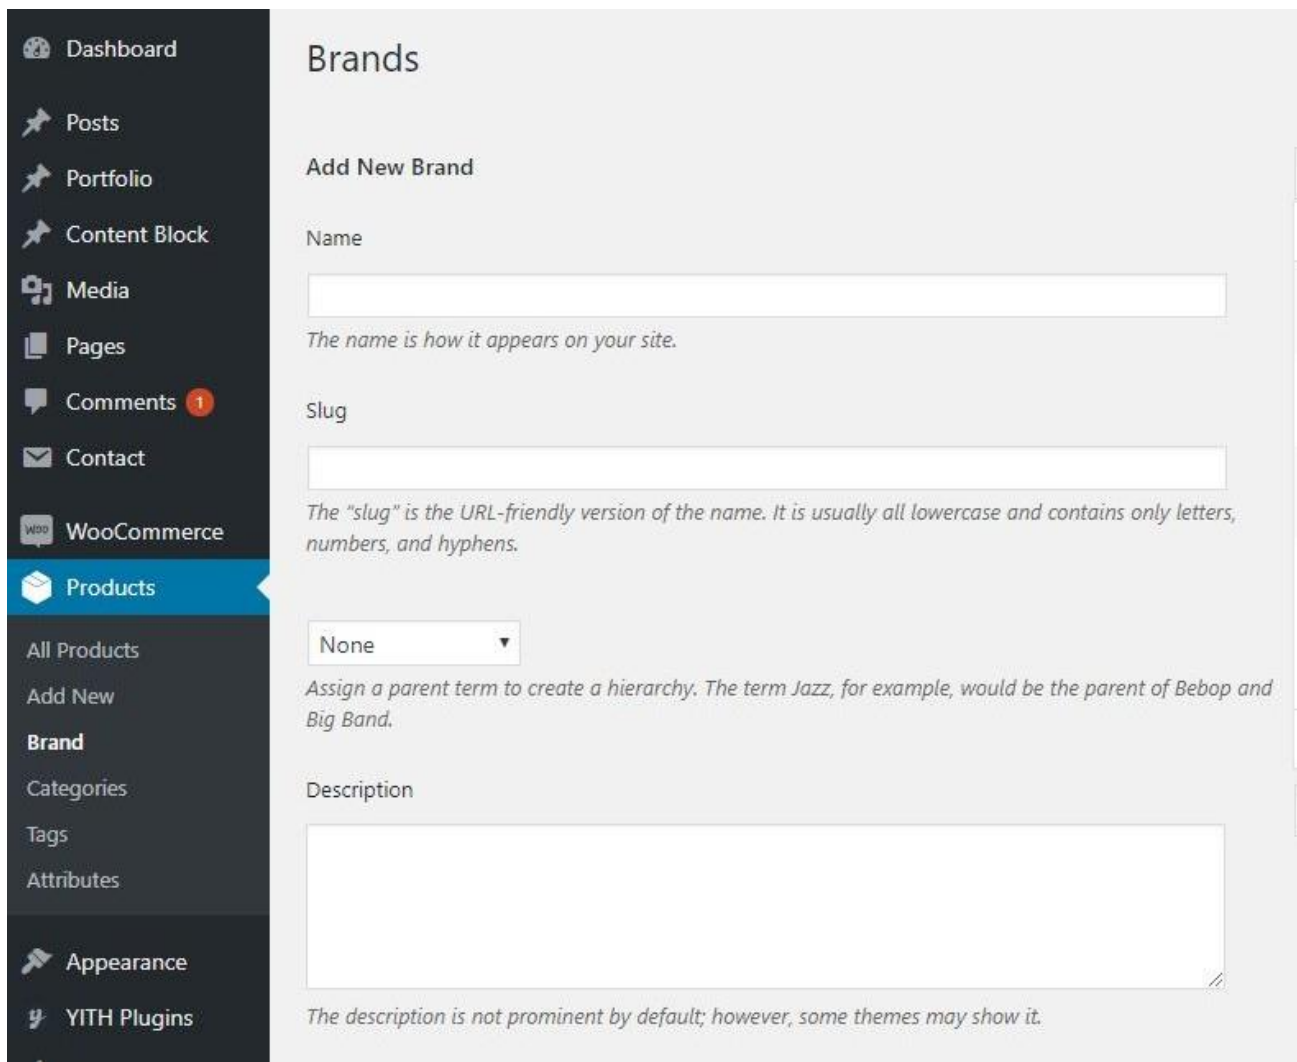 Dashboard
Posts
Portfolio
Content Block
Media
Pages
Comments 1
Contact
WOO WooCommerce
Products
All Products
Add New
Brand
Categories
Tags
Attributes
Appearance
YITH Plugins
Brands
Add New Brand
Name
The name is how it appears on your site.
Slug
The "slug" is the URL-friendly version of the name. It is usually all lowercase and contains only letters,
numbers, and hyphens.
None
Assign a parent term to create a hierarchy. The term Jazz, for example, would be the parent of Bebop and
Big Band.
Description
The description is not prominent by default; however, some themes may show it.